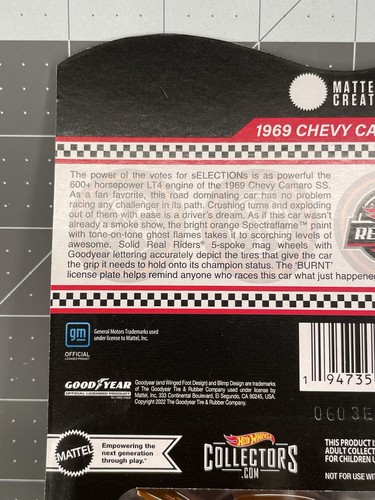 MATTE
CREAT
1969 CHEVY CA
The power of the votes for sELECTIONs is as powerful as the
600+ horsepower LT4 engine of the 1969 Chevy Camaro SS.
As a fan favorite, this road dominating car has no problem
racing any challenger in its path. Crushing turns and exploding
out of them with ease is a driver's dream. As if this car wasn't
already a smoke show, the bright orange Spectraflame™ paint
with tone-on-tone ghost flames takes it to scorching levels of
awesome. Solid Real Riders® 5-spoke mag wheels with
Goodyear lettering accurately depict the tires that give the car
the grip it needs to hold onto its champion status. The 'BURNT'
license plate helps remind anyone who races this car what just happene
RE
gm
OFFICIAL
LICENSED PRODUCT
General Motors Trademarks used
under license to Mattel, Inc.
GOODYEAR
OFFICIAL LICENSED PRODUCT
Goodyear (and Winged Foot Design) and Blimp Design are trademarks
of The Goodyear Tire & Rubber Company used under license by
Mattel, Inc. 333 Continental Boulevard, El Segundo, CA 90245, USA.
Copyright 2022 The Goodyear Tire & Rubber Company.
1 94735
0603E
MATTEL
Empowering the
next generation
through play.™
Hot Wheels
COLLECTORS
.COM
THIS PRODUCT I
ADULT COLLECT
FOR CHILDREN U
NOT FOR USE WI